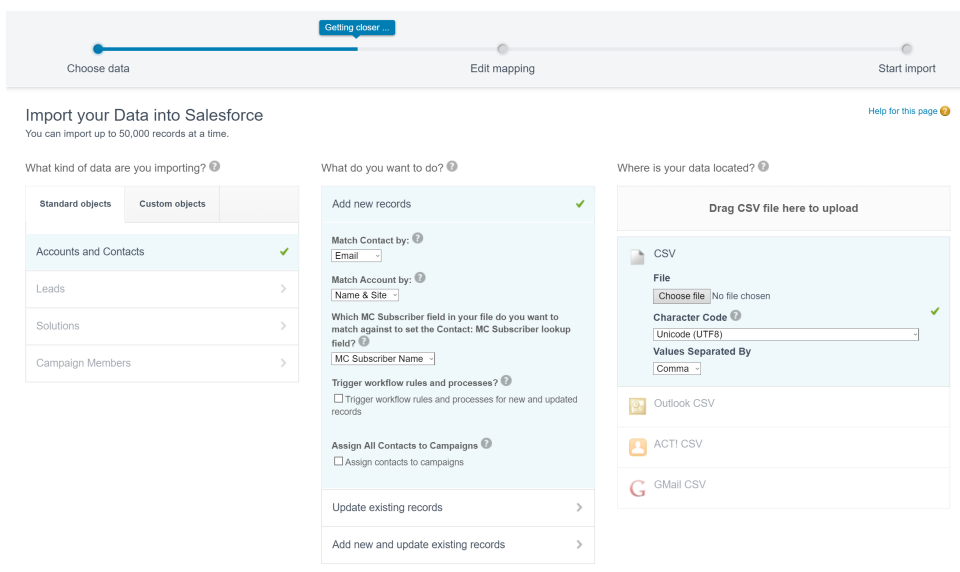 Getting closer ...
Choose data
Edit mapping
Start import
Import your Data into Salesforce
Help for this page
You can import up to 50,000 records at a time.
What kind of data are you importing? ?
Standard objects
Custom objects
Accounts and Contacts
Leads
Solutions
Campaign Members
What do you want to do? ?
Add new records
Match Contact by: ?
Email
Match Account by: ?
Name & Site
Which MC Subscriber field in your file do you want to
match against to set the Contact: MC Subscriber lookup
field? ?
MC Subscriber Name
Trigger workflow rules and processes? ?
Trigger workflow rules and processes for new and updated
records
Assign All Contacts to Campaigns ?
Assign contacts to campaigns
Update existing records
Add new and update existing records
Where is your data located? ?
Drag CSV file here to upload
CSV
File
Choose file No file chosen
Character Code ?
Unicode (UTF8)
Values Separated By
Comma
Outlook CSV
ACT! CSV
G GMail CSV